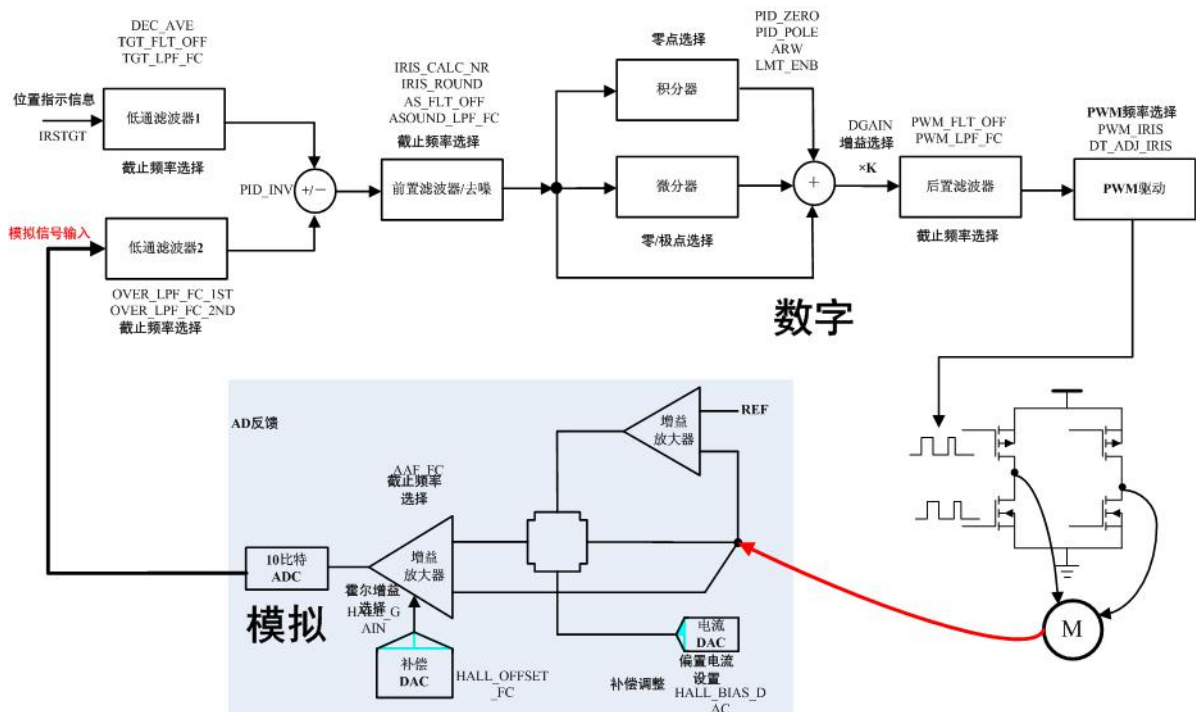 DEC_AVE
TGT_FLT_OFF
TGT_LPF_FC
位置指示信息
IRSTGT
低通滤波器1
截止频率选择
PID_INV
+/−
模拟信号输入
低通滤波器2
OVER_LPF_FC_1ST
OVER_LPF_FC_2ND
截止频率选择
IRIS_CALC_NR
IRIS_ROUND
AS_FLT_OFF
ASOUND_LPF_FC
截止频率选择
前置滤波器/去噪
零点选择
积分器
PID_ZERO
PID_POLE
ARW
LMT_ENB
微分器
零/极点选择
+
DGAIN
增益选择
×K
PWM_FLT_OFF
PWM_LPF_FC
后置滤波器
截止频率选择
PWM频率选择
PWM_IRIS
DT_ADJ_IRIS
PWM驱动
数字
AD反馈
增益
放大器
REF
AAF_FC
截止频率
选择
增益
放大器
10比特
ADC
模拟
霍尔增益
选择
HALL_G
AIN
补偿
DAC
HALL_OFFSET
_FC
电流
DAC
偏置电流
设置
补偿调整
HALL_BIAS_D
AC
M